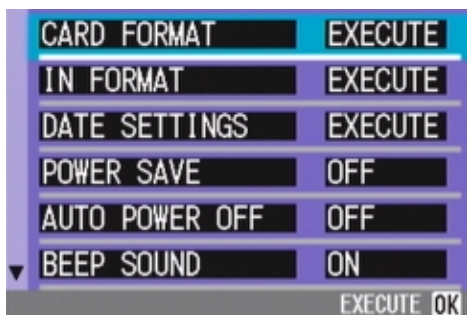 CARD FORMAT EXECUTE
IN FORMAT EXECUTE
DATE SETTINGS EXECUTE
POWER SAVE OFF
AUTO POWER OFF OFF
BEEP SOUND ON
EXECUTE OK